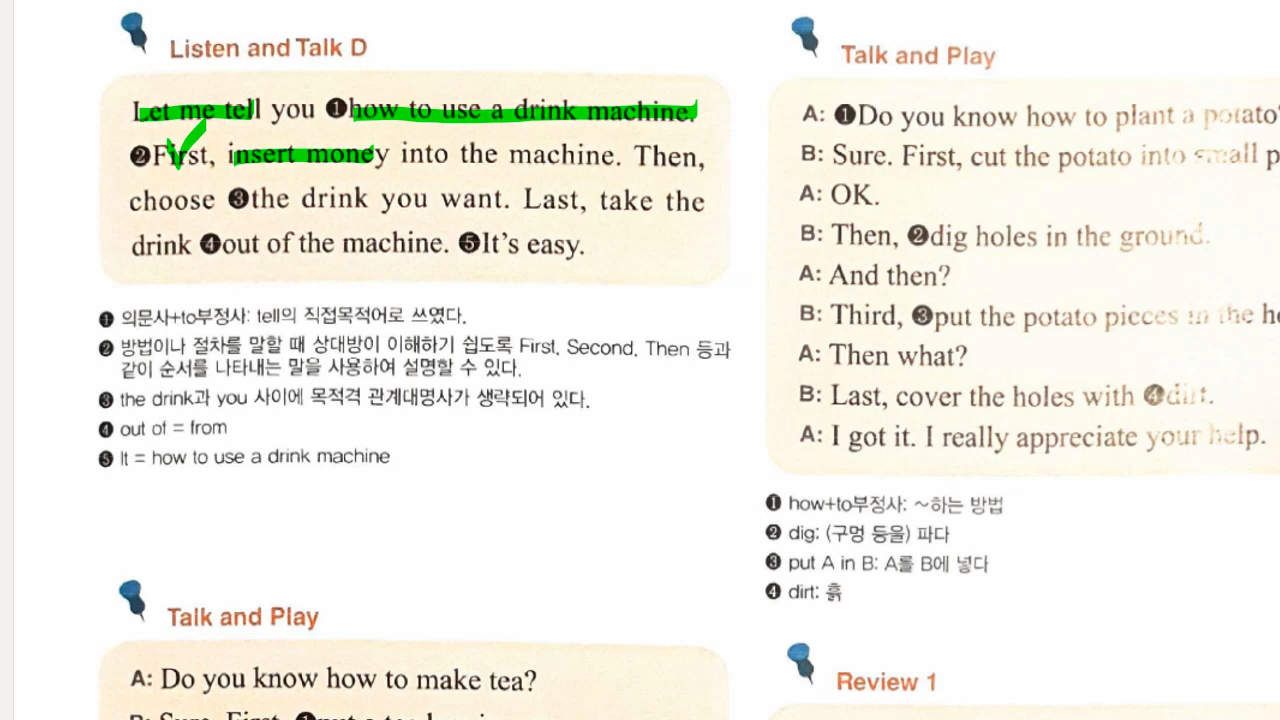 Listen and Talk D
Let me tell you ❶how to use a drink machine.
❷First, insert money into the machine. Then,
choose ❸the drink you want. Last, take the
drink ❹out of the machine. ❺It's easy.
❶ 의문사+to부정사: tell의 직접목적어로 쓰였다.
❷ 방법이나 절차를 말할 때 상대방이 이해하기 쉽도록 First, Second, Then 등과
같이 순서를 나타내는 말을 사용하여 설명할 수 있다.
❸ the drink과 you 사이에 목적격 관계대명사가 생략되어 있다.
❹ out of = from
❺ It = how to use a drink machine
Talk and Play
A: Do you know how to make tea?
Talk and Play
A: ❶Do you know how to plant a potato?
B: Sure. First, cut the potato into small
A: OK.
B: Then, ❷dig holes in the ground.
A: And then?
B: Third, ❸put the potato pieces in the
A: Then what?
B: Last, cover the holes with ❹dirt.
A: I got it. I really appreciate your help.
❶ how+to부정사: ~하는 방법
❷ dig: (구멍 등을) 파다
❸ put A in B: A를 B에 넣다
❹ dirt: 흙
Review 1